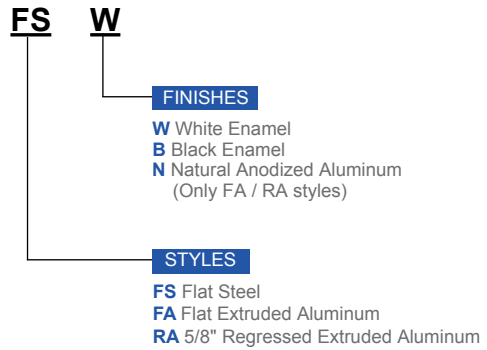 FS W
FINISHES
W White Enamel
B Black Enamel
N Natural Anodized Aluminum
(Only FA / RA styles)
STYLES
FS Flat Steel
FA Flat Extruded Aluminum
RA 5/8" Regressed Extruded Aluminum